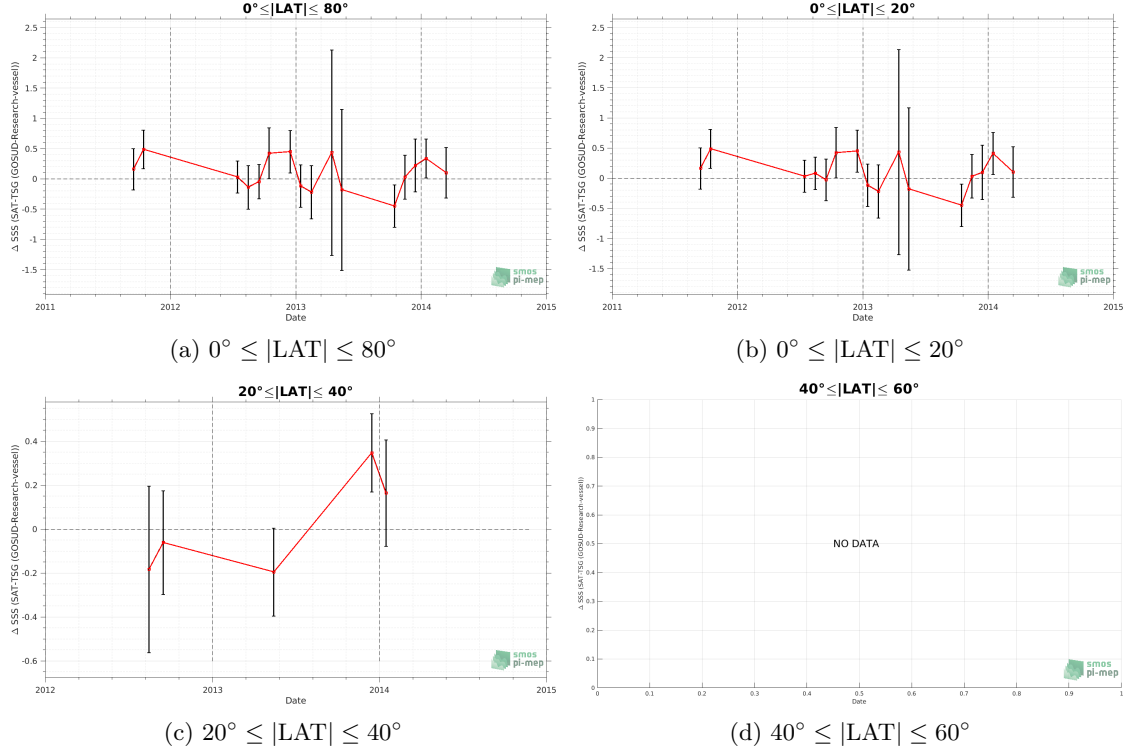 0°≤|LAT|≤ 80°
Δ SSS (SAT-TSG (GOSUD-Research-vessel))
2.5
2
1.5
1
0.5
0
-0.5
-1
-1.5
2011 2012 2013 2014 2015
Date
smos
pi-mep
(a) 0° ≤ |LAT| ≤ 80°
0°≤|LAT|≤ 20°
Δ SSS (SAT-TSG (GOSUD-Research-vessel))
2.5
2
1.5
1
0.5
0
-0.5
-1
-1.5
2011 2012 2013 2014 2015
Date
smos
pi-mep
(b) 0° ≤ |LAT| ≤ 20°
20°≤|LAT|≤ 40°
Δ SSS (SAT-TSG (GOSUD-Research-vessel))
0.4
0.2
0
-0.2
-0.4
-0.6
2012 2013 2014 2015
Date
smos
pi-mep
(c) 20° ≤ |LAT| ≤ 40°
40°≤|LAT|≤ 60°
Δ SSS (SAT-TSG (GOSUD-Research-vessel))
1
0.9
0.8
0.7
0.6
0.5
0.4
0.3
0.2
0.1
0
NO DATA
0 0.1 0.2 0.3 0.4 0.5 0.6 0.7 0.8 0.9 1
Date
smos
pi-mep
(d) 40° ≤ |LAT| ≤ 60°